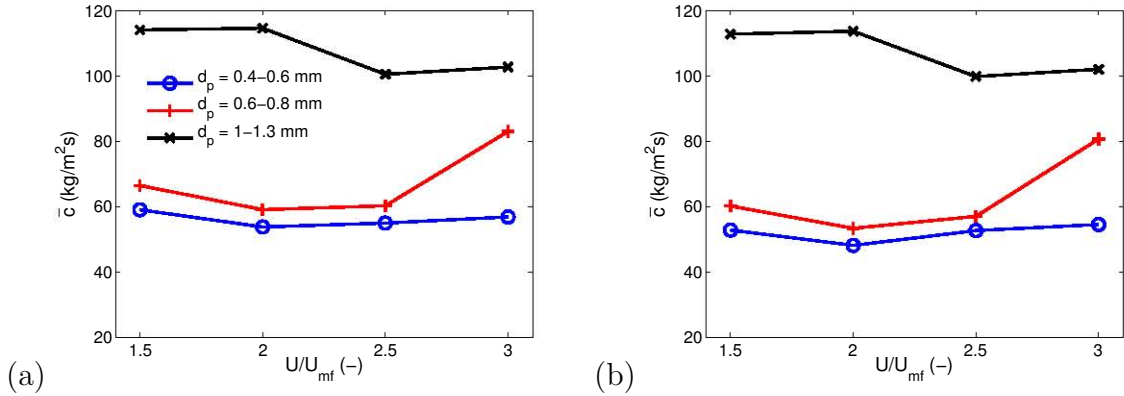 120
100
80
60
40
20
c̄ (kg/m²s)
d_p = 0.4−0.6 mm
d_p = 0.6−0.8 mm
d_p = 1−1.3 mm
1.5 2 2.5 3
U/U_mf (−)
(a)
120
100
80
60
40
20
c̄ (kg/m²s)
1.5 2 2.5 3
U/U_mf (−)
(b)